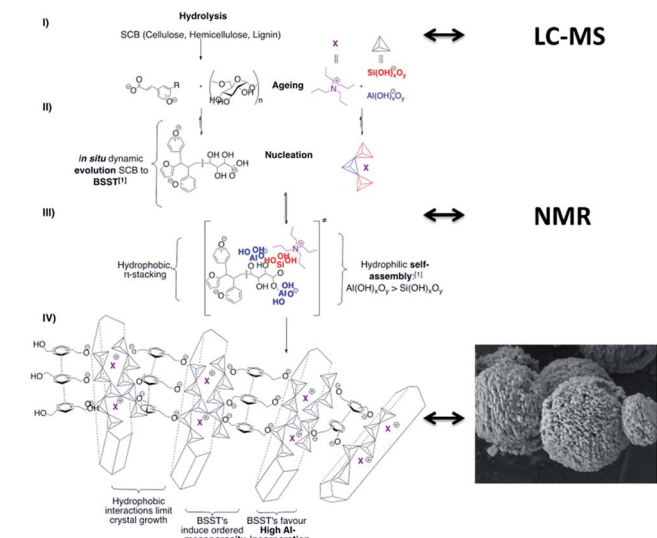 I)
Hydrolysis
SCB (Cellulose, Hemicellulose, Lignin)
LC-MS
X
Si(OH)xOy
Al(OH)xOy
R
n
Ageing
II)
In situ dynamic
evolution SCB to
BSST[1]
Nucleation
X
III)
NMR
Hydrophobic,
π-stacking
≠
Hydrophilic self-
assembly:[1]
Al(OH)xOy > Si(OH)xOy
IV)
HO
HO
HO
OH
X
X
X
X
X
X
X
X
Hydrophobic
interactions limit
crystal growth
BSST's
induce ordered
BSST's favour
High Al-